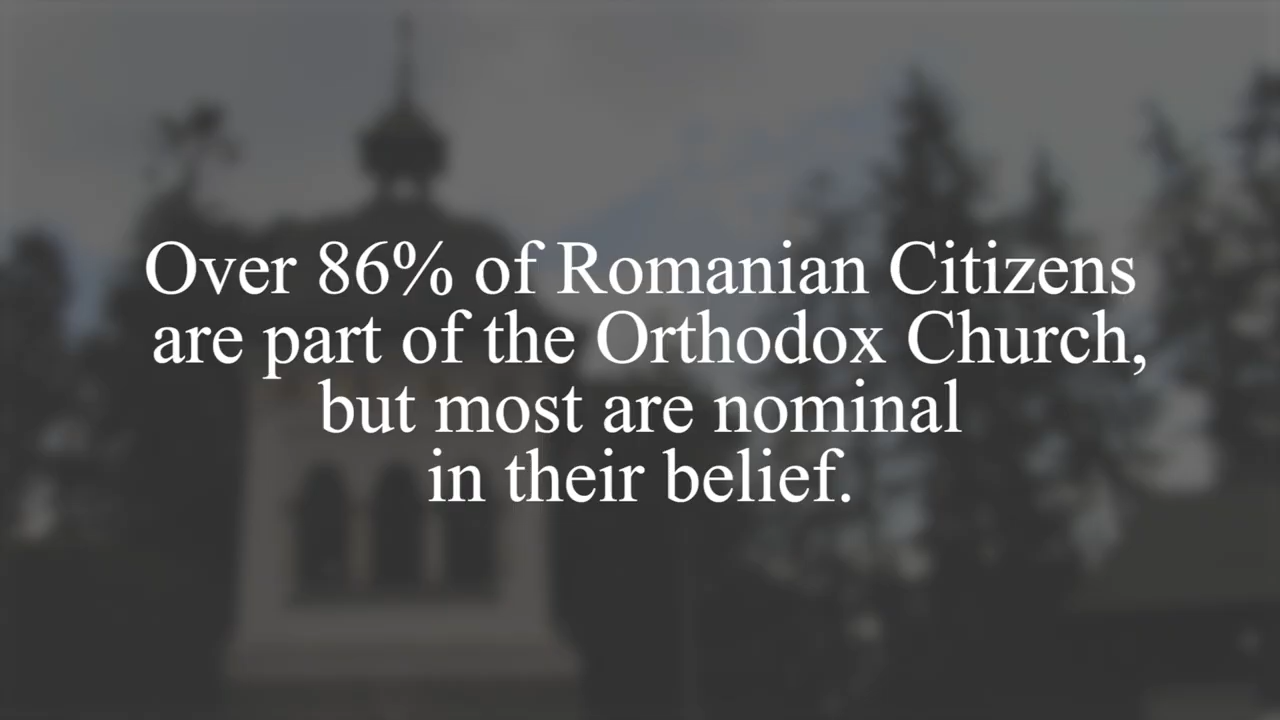 Over 86% of Romanian Citizens
are part of the Orthodox Church,
but most are nominal
in their belief.